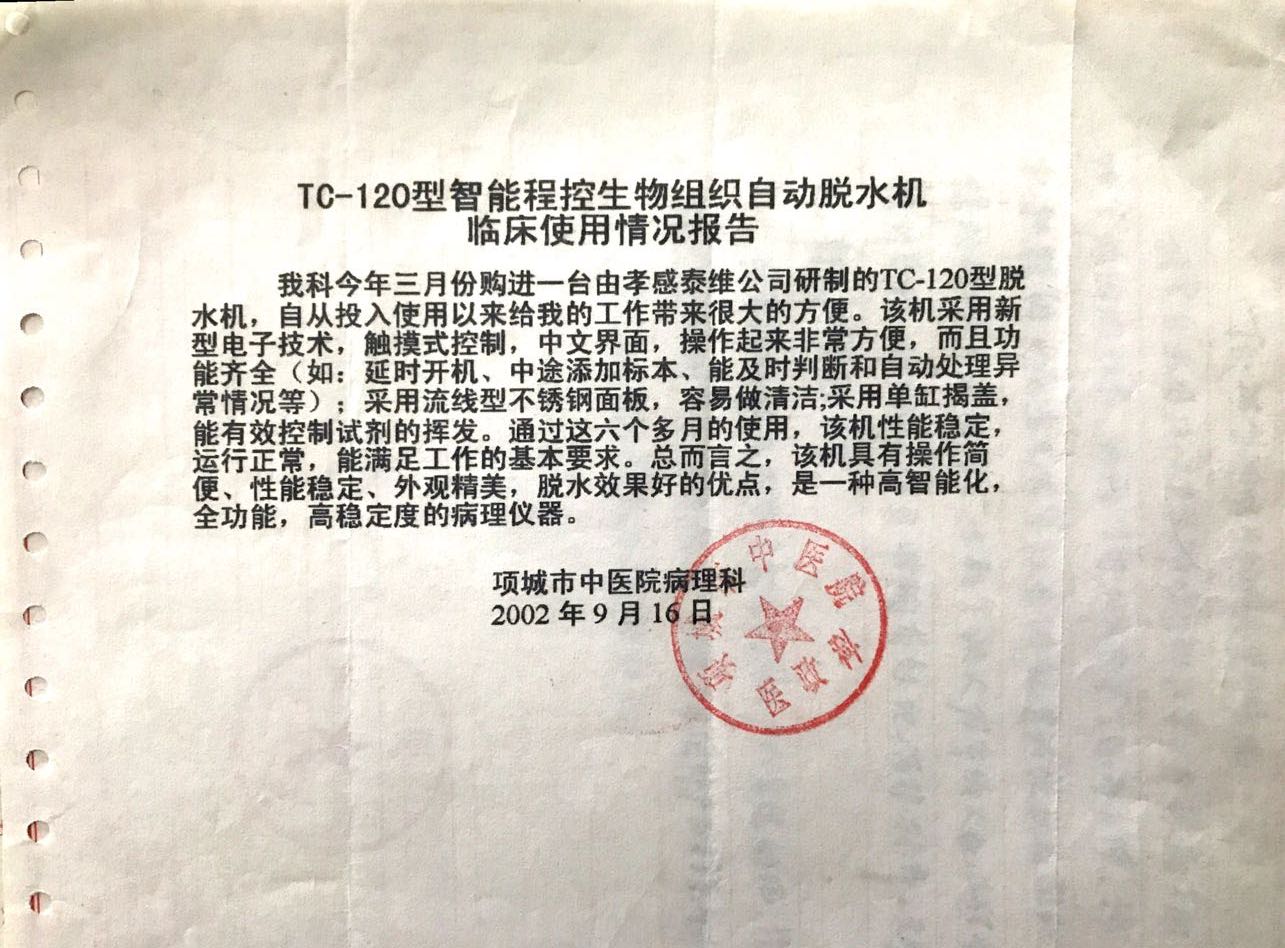 TC-120型智能程控生物组织自动脱水机
临床使用情况报告
我科今年三月份购进一台由孝感泰维公司研制的TC-120型脱
水机，自从投入使用以来给我的工作带来很大的方便。该机采用新
型电子技术，触摸式控制，中文界面，操作起来非常方便，而且功
能齐全（如：延时开机、中途添加标本、能及时判断和自动处理异
常情况等）；采用流线型不锈钢面板，容易做清洁;采用单缸揭盖，
能有效控制试剂的挥发。通过这六个多月的使用，该机性能稳定，
运行正常，能满足工作的基本要求。总而言之，该机具有操作简
便、性能稳定、外观精美，脱水效果好的优点，是一种高智能化，
全功能，高稳定度的病理仪器。
项城市中医院病理科
2002年9月16日
项城市中医院
医政科